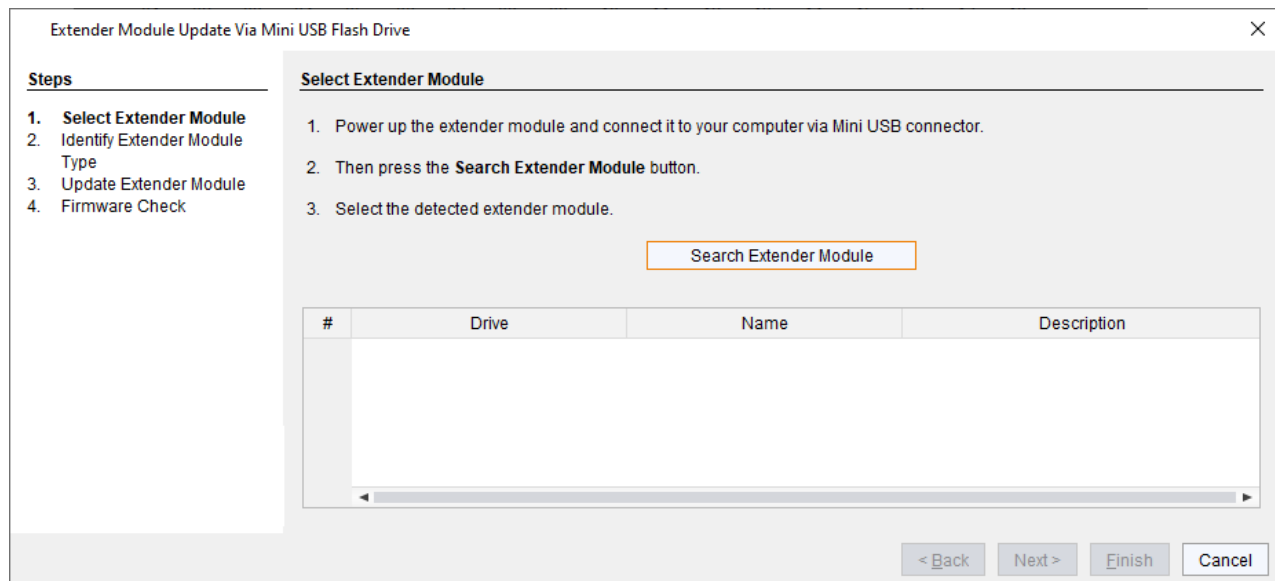 Extender Module Update Via Mini USB Flash Drive
Steps
1. Select Extender Module
2. Identify Extender Module
Type
3. Update Extender Module
4. Firmware Check
Select Extender Module
1. Power up the extender module and connect it to your computer via Mini USB connector.
2. Then press the Search Extender Module button.
3. Select the detected extender module.
Search Extender Module
# Drive Name Description
< Back Next > Finish Cancel